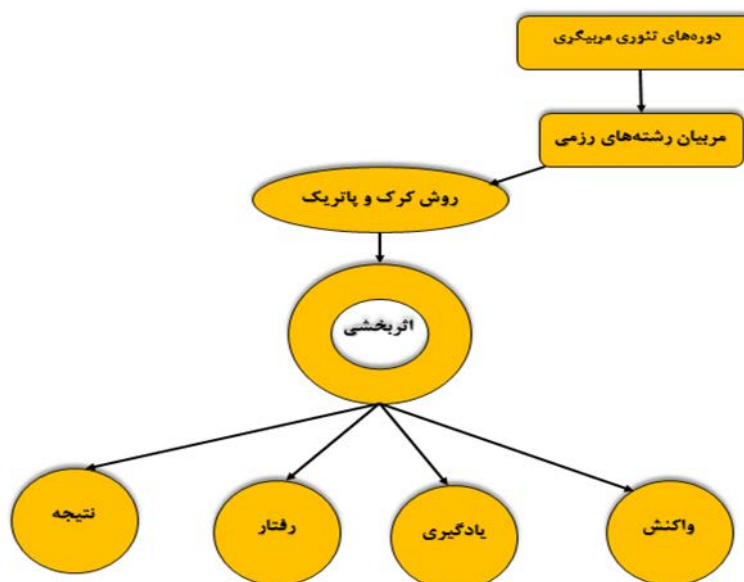 دوره‌های تئوری مربیگری
مربیان رشته‌های رزمی
روش کرک و پاتریک
اثربخشی
واکنش
یادگیری
رفتار
نتیجه